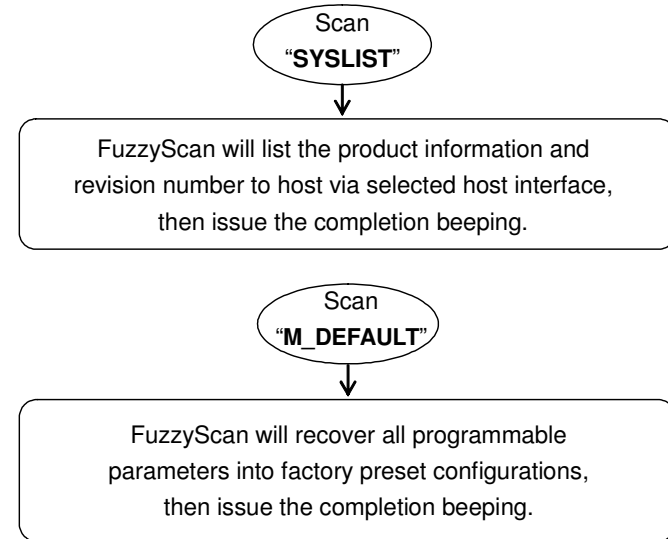 Scan
“SYSLIST”
FuzzyScan will list the product information and
revision number to host via selected host interface,
then issue the completion beeping.
Scan
“M_DEFAULT”
FuzzyScan will recover all programmable
parameters into factory preset configurations,
then issue the completion beeping.